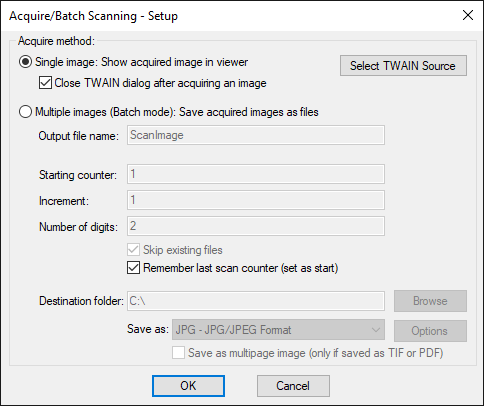 Acquire/Batch Scanning - Setup
Acquire method:
Single image: Show acquired image in viewer
Select TWAIN Source
Close TWAIN dialog after acquiring an image
Multiple images (Batch mode): Save acquired images as files
Output file name: ScanImage
Starting counter: 1
Increment: 1
Number of digits: 2
Skip existing files
Remember last scan counter (set as start)
Destination folder: C:\ Browse
Save as: JPG - JPG/JPEG Format Options
Save as multipage image (only if saved as TIF or PDF)
OK Cancel